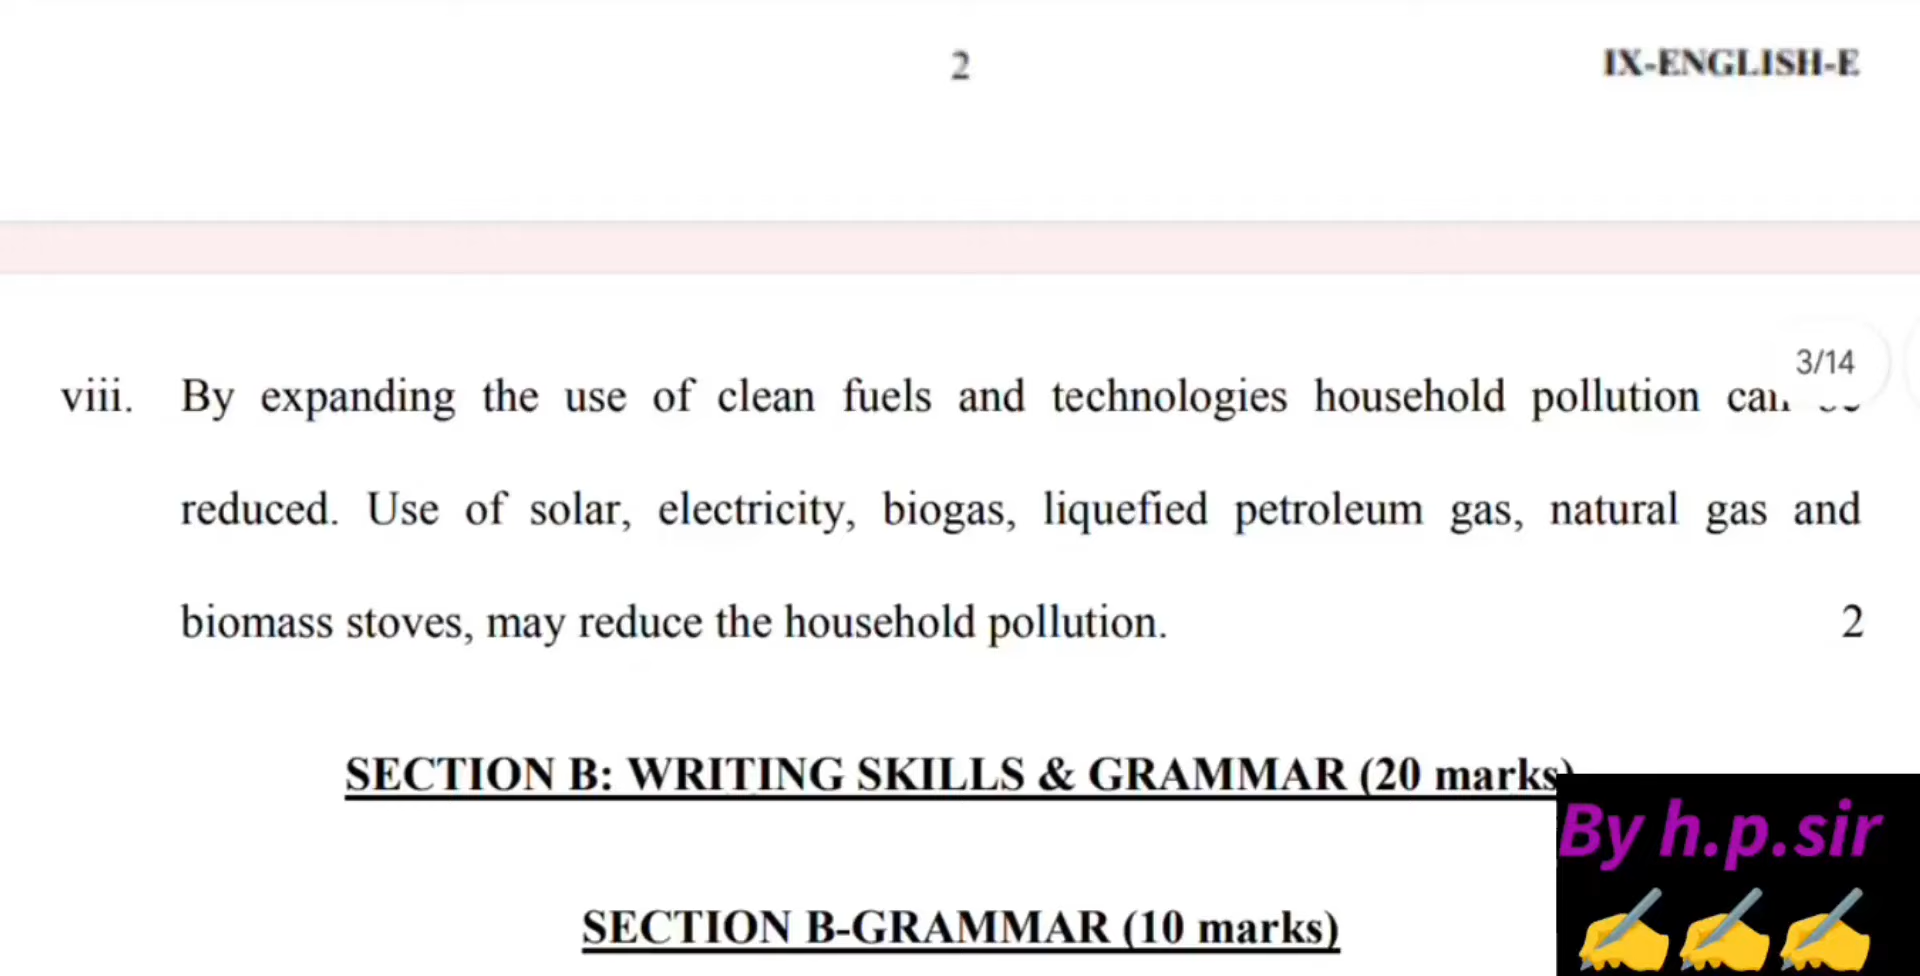 2
IX-ENGLISH-E
3/14
viii. By expanding the use of clean fuels and technologies household pollution
reduced. Use of solar, electricity, biogas, liquefied petroleum gas, natural gas and
biomass stoves, may reduce the household pollution. 2
SECTION B: WRITING SKILLS & GRAMMAR (20 marks)
By h.p.sir
SECTION B-GRAMMAR (10 marks)